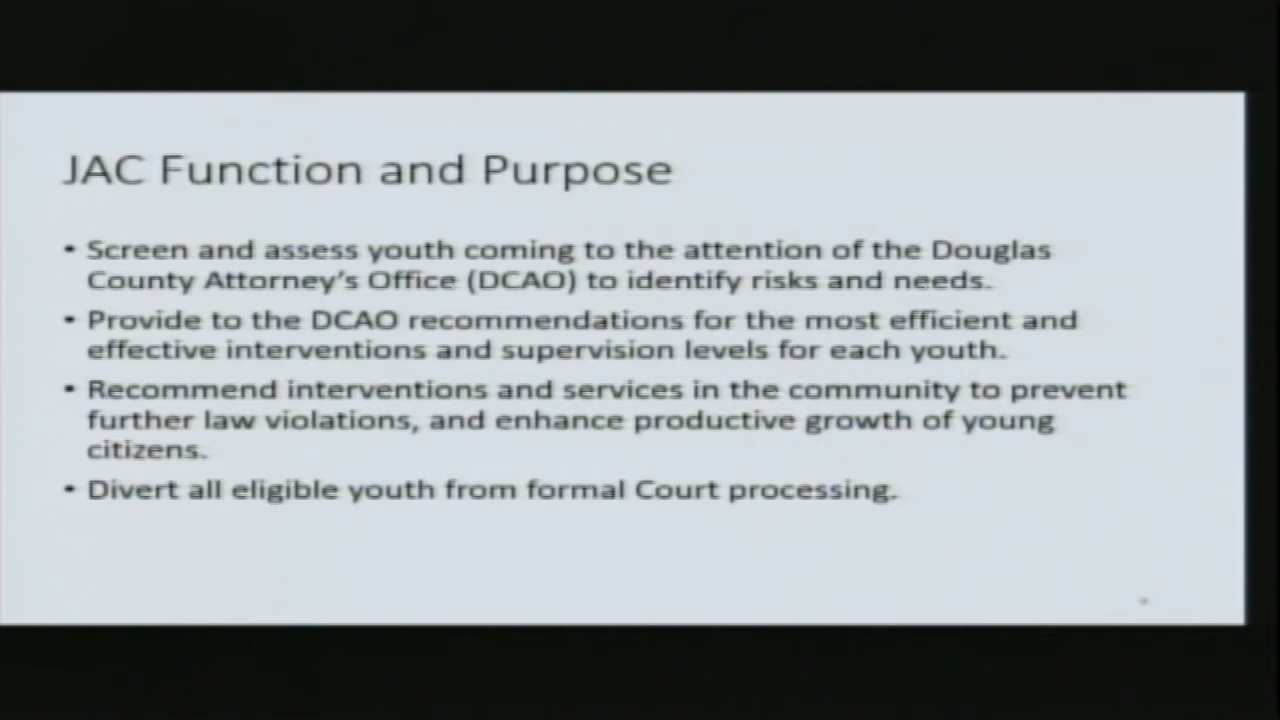 JAC Function and Purpose
• Screen and assess youth coming to the attention of the Douglas
County Attorney's Office (DCAO) to identify risks and needs.
• Provide to the DCAO recommendations for the most efficient and
effective interventions and supervision levels for each youth.
• Recommend interventions and services in the community to prevent
further law violations, and enhance productive growth of young
citizens.
• Divert all eligible youth from formal Court processing.